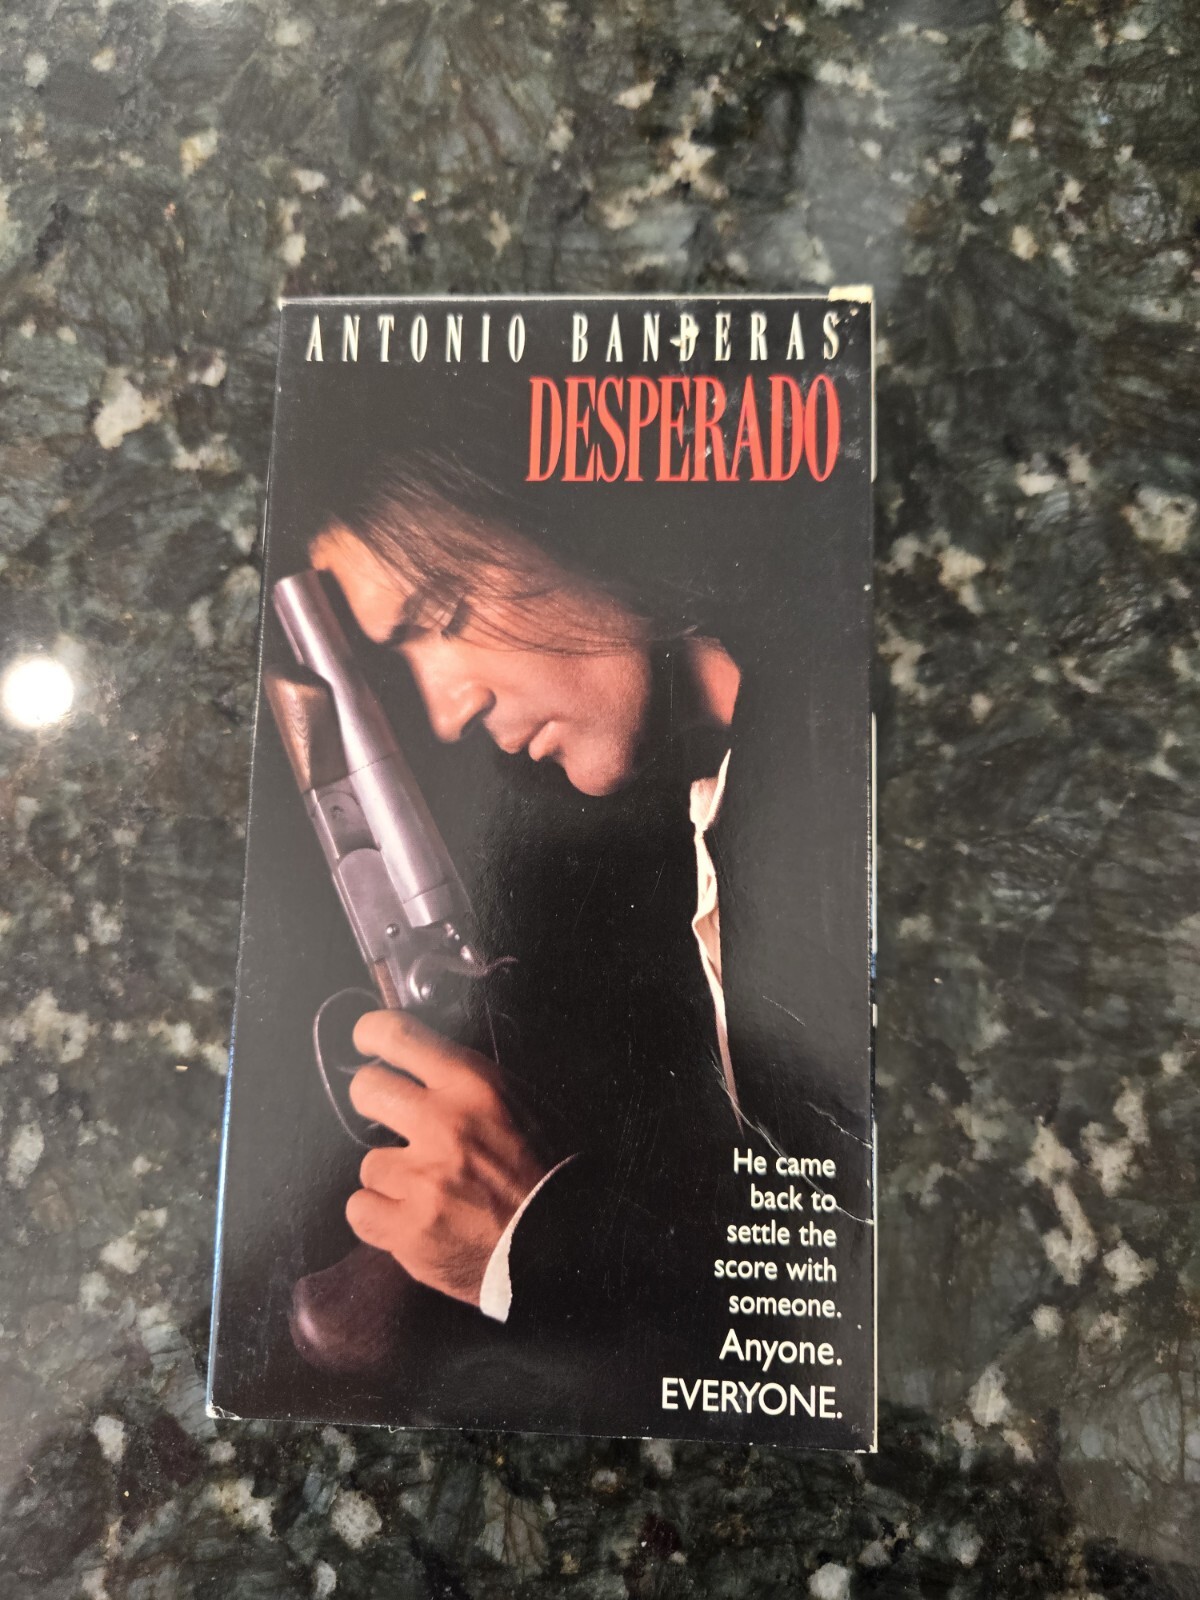 ANTONIO BANDERAS
DESPERADO
He came
back to
settle the
score with
someone.
Anyone.
EVERYONE.